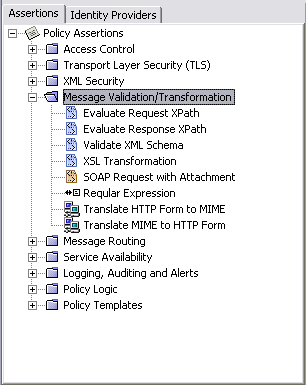 Assertions Identity Providers
Policy Assertions
Access Control
Transport Layer Security (TLS)
XML Security
Message Validation/Transformation
Evaluate Request XPath
Evaluate Response XPath
Validate XML Schema
XSL Transformation
SOAP Request with Attachment
Regular Expression
Translate HTTP Form to MIME
Translate MIME to HTTP Form
Message Routing
Service Availability
Logging, Auditing and Alerts
Policy Logic
Policy Templates